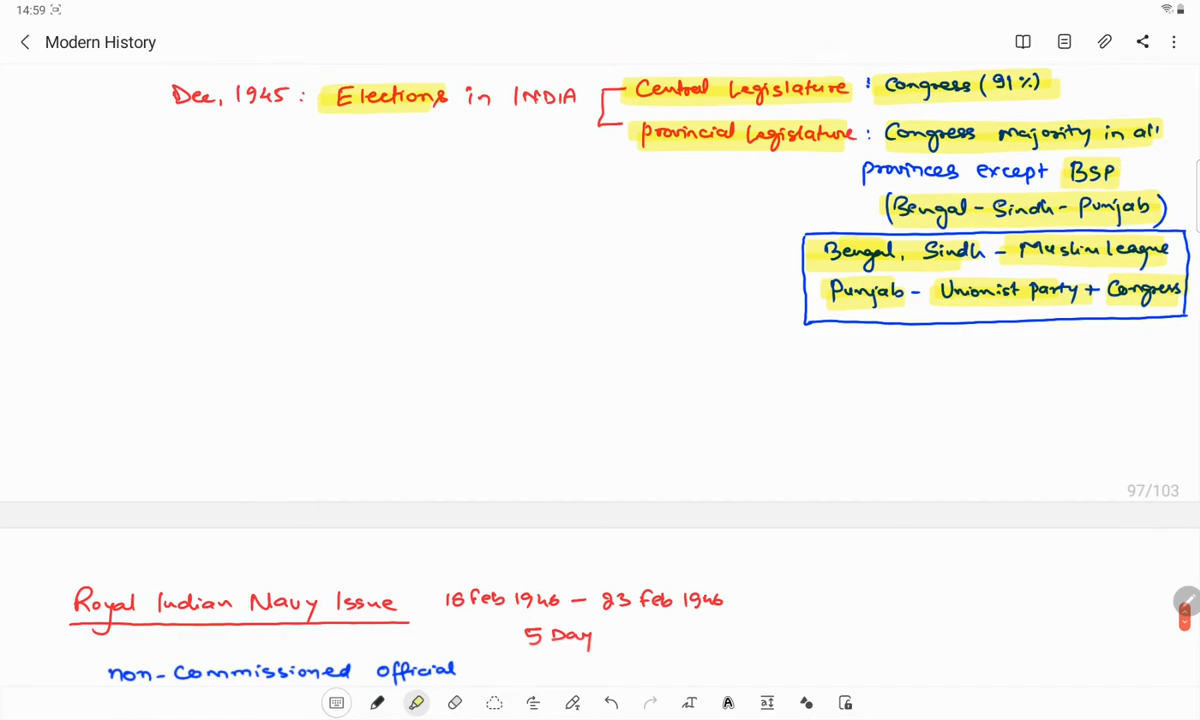 14:59
Modern History
Dec, 1945 : Elections in INDIA
Central Legislature : Congress (91%)
Provincial Legislature : Congress majority in all
provinces except BSP
(Bengal - Sindh - Punjab)
Bengal, Sindh - Muslim league
Punjab - Unionist party + Congress
97/103
Royal Indian Navy Issue 18 Feb 1946 - 23 Feb 1946
5 Day
non-commissioned official